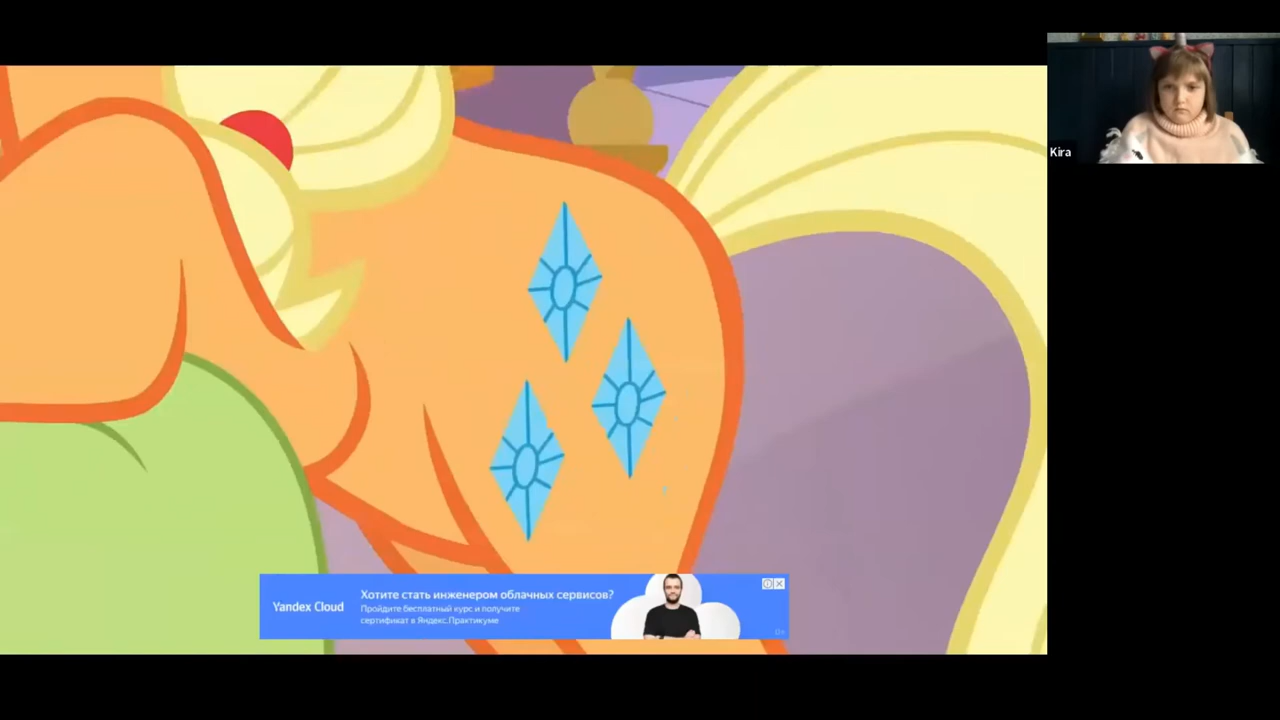 Kira
Yandex Cloud
Хотите стать инженером облачных сервисов?
Пройдите бесплатный курс и получите
сертификат в Яндекс.Практикуме